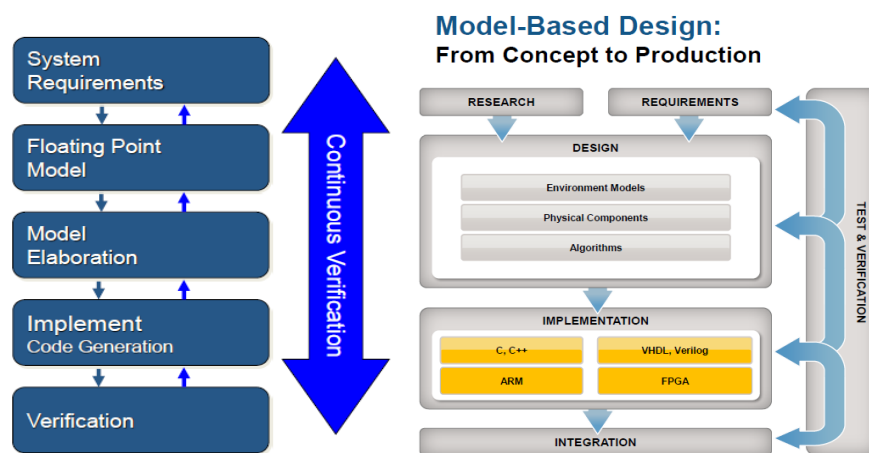 System
Requirements
Floating Point
Model
Model
Elaboration
Implement
Code Generation
Verification
Continuous Verification
Model-Based Design:
From Concept to Production
RESEARCH
REQUIREMENTS
DESIGN
Environment Models
Physical Components
Algorithms
IMPLEMENTATION
C, C++
VHDL, Verilog
ARM
FPGA
INTEGRATION
TEST & VERIFICATION